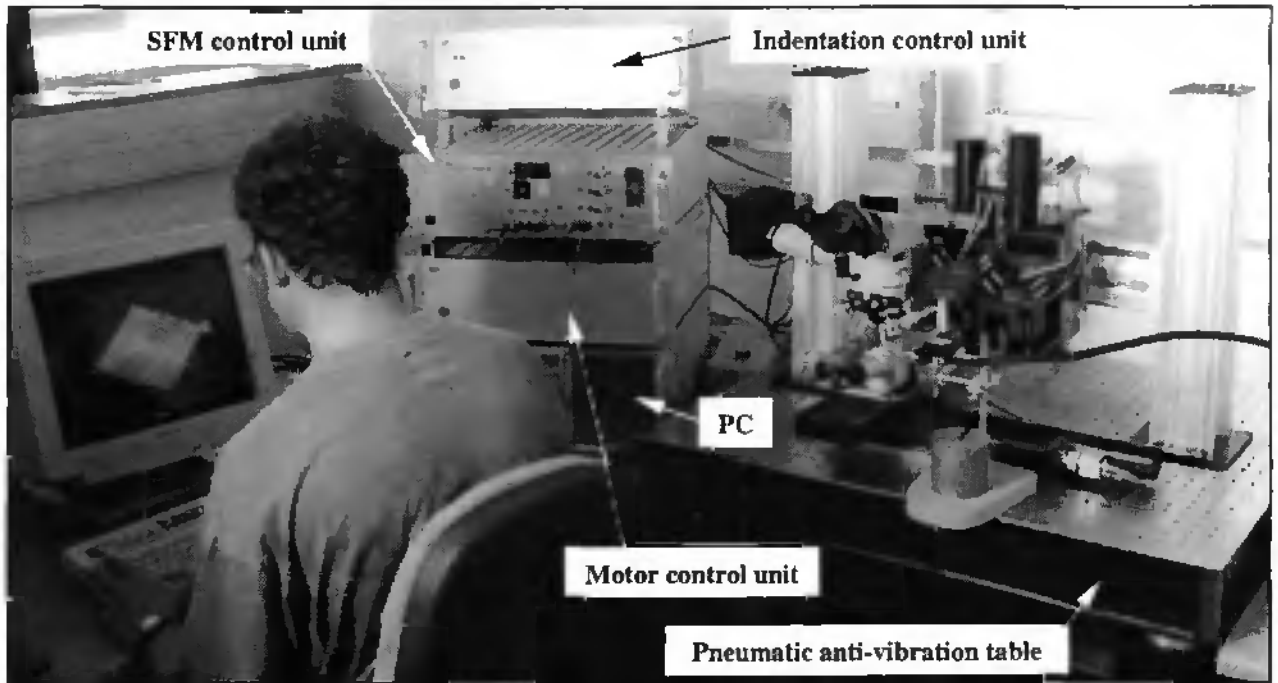 SFM control unit
Indentation control unit
PC
Motor control unit
Pneumatic anti-vibration table